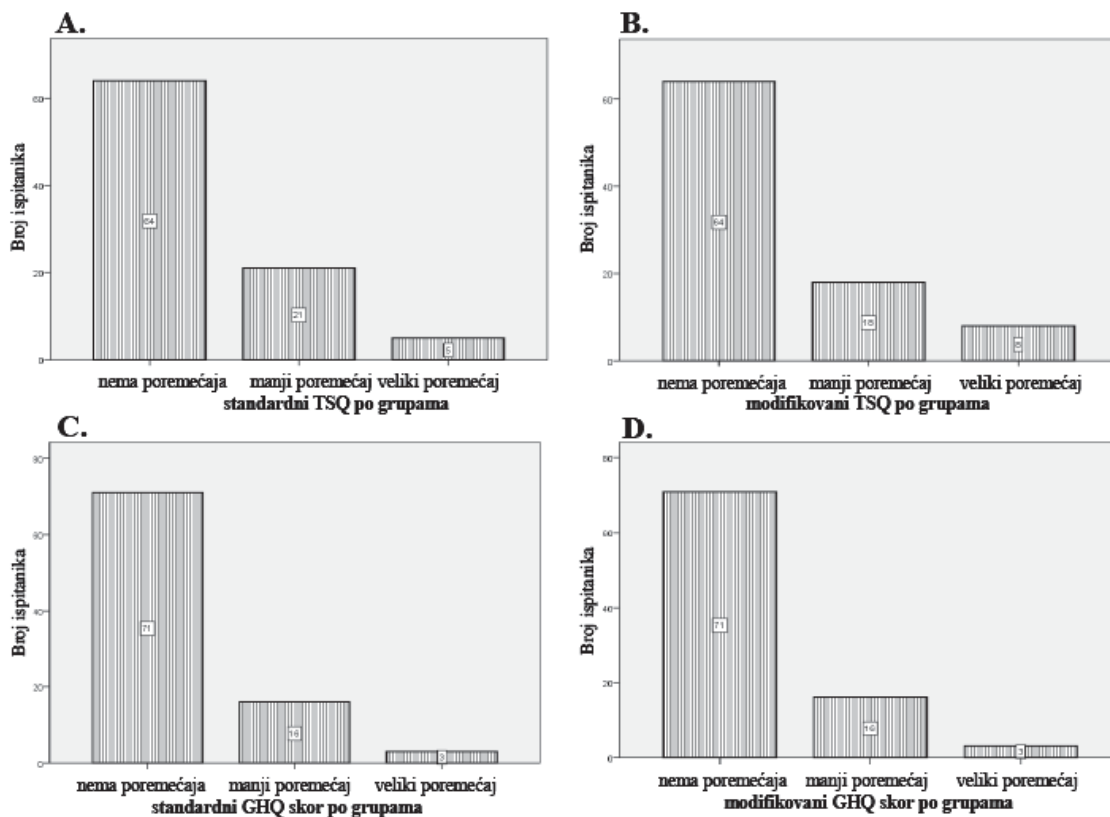 A.
Broj ispitanika
60
40
20
0
64
21
5
nema poremećaja manji poremećaj veliki poremećaj
standardni TSQ po grupama
B.
Broj ispitanika
60
40
20
0
64
18
8
nema poremećaja manji poremećaj veliki poremećaj
modifikovani TSQ po grupama
C.
Broj ispitanika
80
60
40
20
0
71
16
3
nema poremećaja manji poremećaj veliki poremećaj
standardni GHQ skor po grupama
D.
Broj ispitanika
80
60
40
20
0
71
16
3
nema poremećaja manji poremećaj veliki poremećaj
modifikovani GHQ skor po grupama